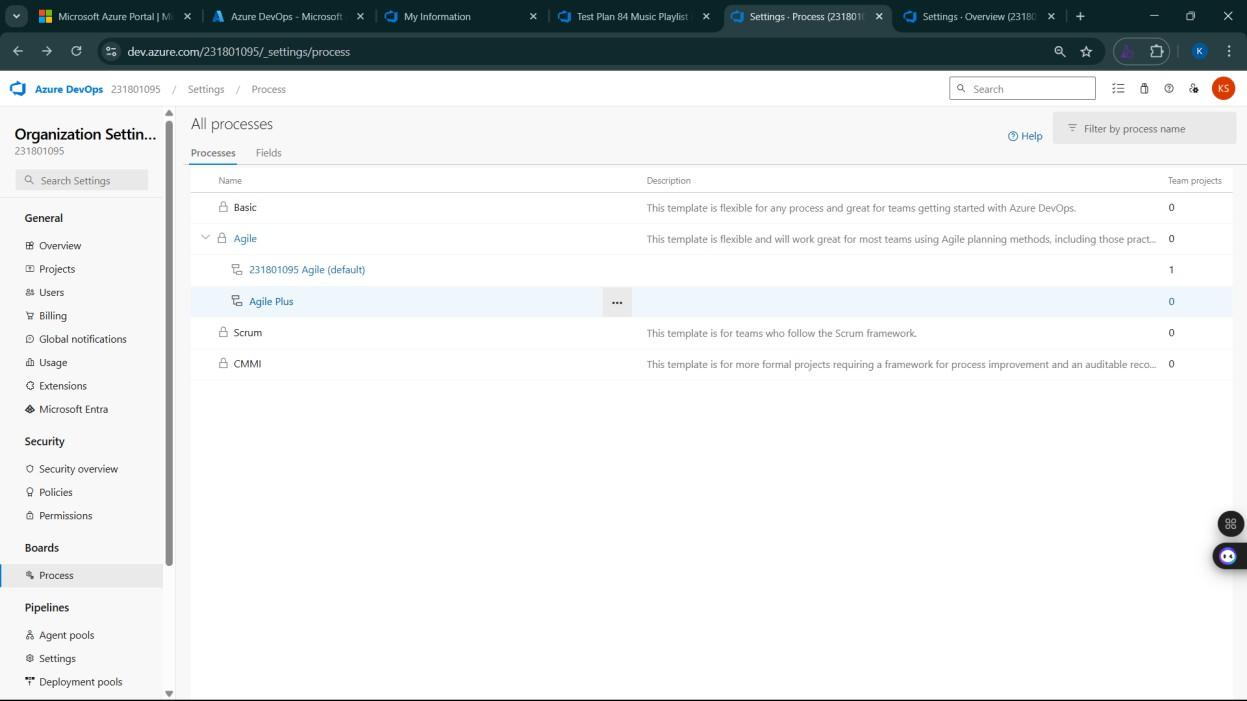 Microsoft Azure Portal | Mi
Azure DevOps - Microsoft
My Information
Test Plan 84 Music Playlist
Settings · Process (231801
Settings · Overview (23180
dev.azure.com/231801095/_settings/process
K
Azure DevOps 231801095 / Settings / Process
Search
KS
Organization Settin...
231801095
Search Settings
General
Overview
Projects
Users
Billing
Global notifications
Usage
Extensions
Microsoft Entra
Security
Security overview
Policies
Permissions
Boards
Process
Pipelines
Agent pools
Settings
Deployment pools
All processes
Help
Filter by process name
Processes Fields
Name Description Team projects
Basic This template is flexible for any process and great for teams getting started with Azure DevOps. 0
Agile This template is flexible and will work great for most teams using Agile planning methods, including those pract... 0
231801095 Agile (default) 1
Agile Plus ... 0
Scrum This template is for teams who follow the Scrum framework. 0
CMMI This template is for more formal projects requiring a framework for process improvement and an auditable reco... 0